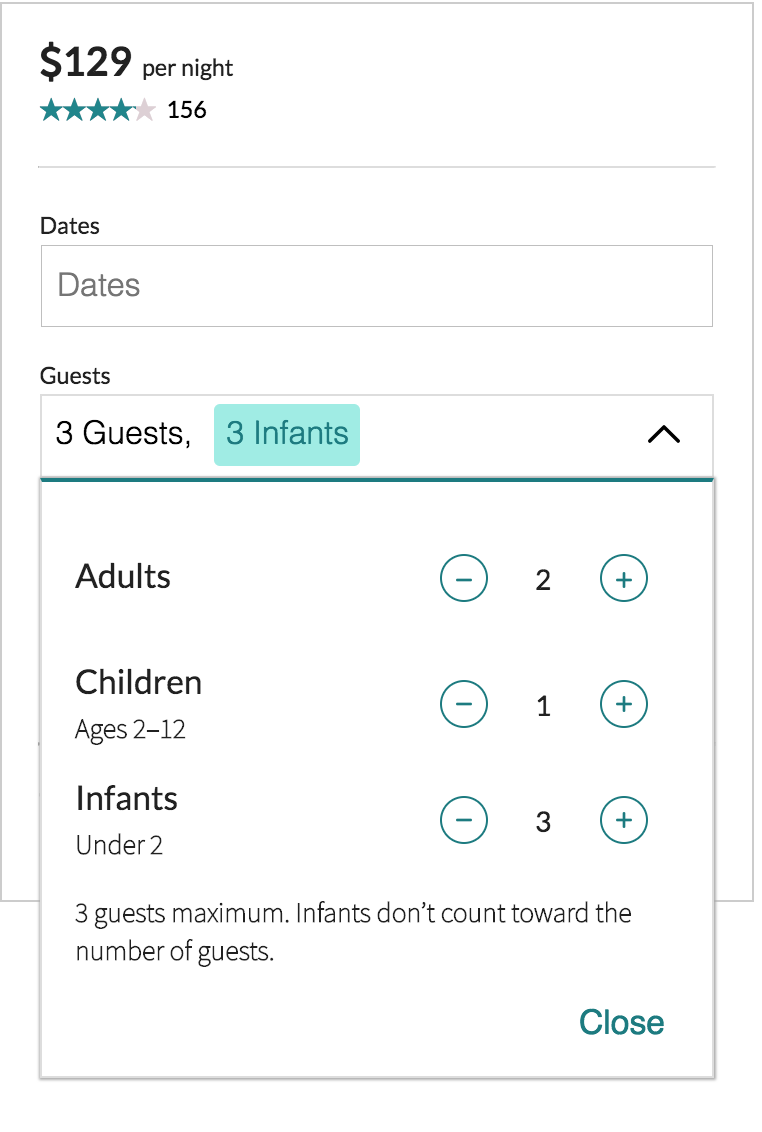 $129 per night
156
Dates
Dates
Guests
3 Guests, 3 Infants
Adults
− 2 +
Children
Ages 2–12
− 1 +
Infants
Under 2
− 3 +
3 guests maximum. Infants don’t count toward the
number of guests.
Close